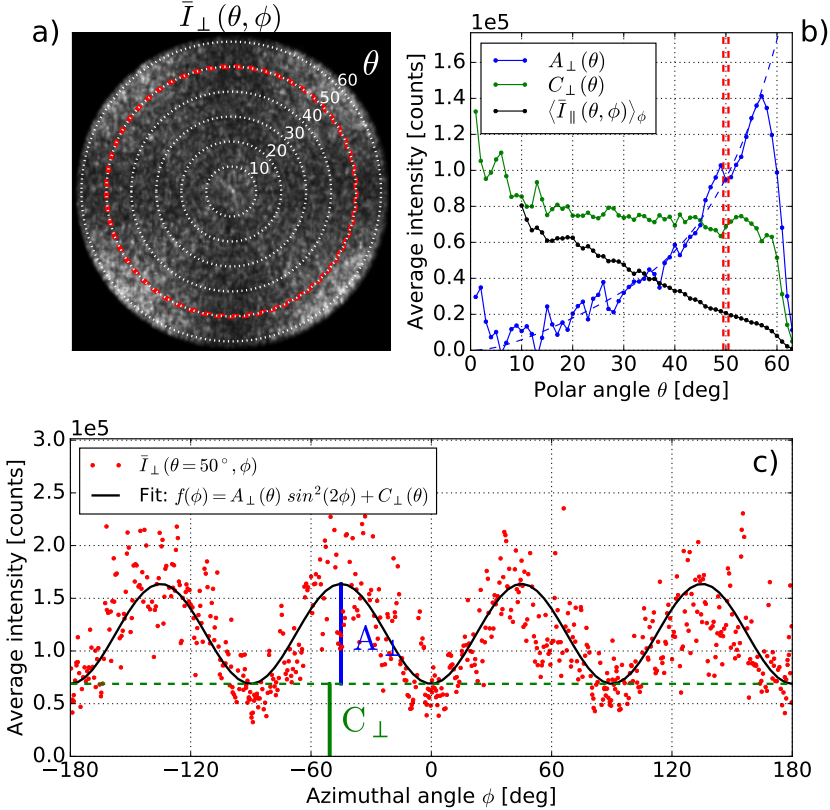 Ī⊥(θ, ϕ)
a)
θ
60
50
40
30
20
10
1e5
b)
A⊥(θ)
C⊥(θ)
⟨Ī∥(θ, ϕ)⟩ϕ
1.6
1.4
1.2
1.0
0.8
0.6
0.4
0.2
0.0
Average intensity [counts]
0 10 20 30 40 50 60
Polar angle θ [deg]
1e5
c)
Ī⊥(θ=50°, ϕ)
Fit: f(ϕ)=A⊥(θ) sin²(2ϕ)+C⊥(θ)
3.0
2.5
2.0
1.5
1.0
0.5
0.0
Average intensity [counts]
A⊥
C⊥
−180 −120 −60 0 60 120 180
Azimuthal angle ϕ [deg]